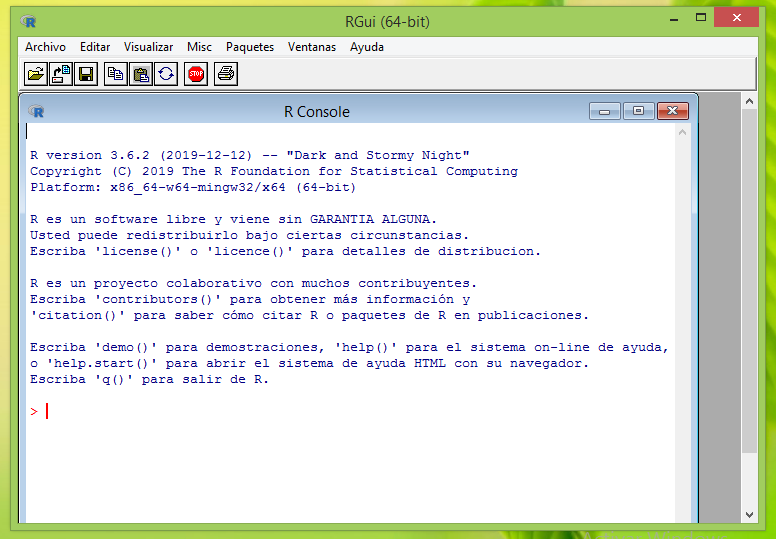 RGui (64-bit)
Archivo Editar Visualizar Misc Paquetes Ventanas Ayuda
STOP
R Console
R version 3.6.2 (2019-12-12) -- "Dark and Stormy Night"
Copyright (C) 2019 The R Foundation for Statistical Computing
Platform: x86_64-w64-mingw32/x64 (64-bit)
R es un software libre y viene sin GARANTIA ALGUNA.
Usted puede redistribuirlo bajo ciertas circunstancias.
Escriba 'license()' o 'licence()' para detalles de distribucion.
R es un proyecto colaborativo con muchos contribuyentes.
Escriba 'contributors()' para obtener más información y
'citation()' para saber cómo citar R o paquetes de R en publicaciones.
Escriba 'demo()' para demostraciones, 'help()' para el sistema on-line de ayuda,
o 'help.start()' para abrir el sistema de ayuda HTML con su navegador.
Escriba 'q()' para salir de R.
>